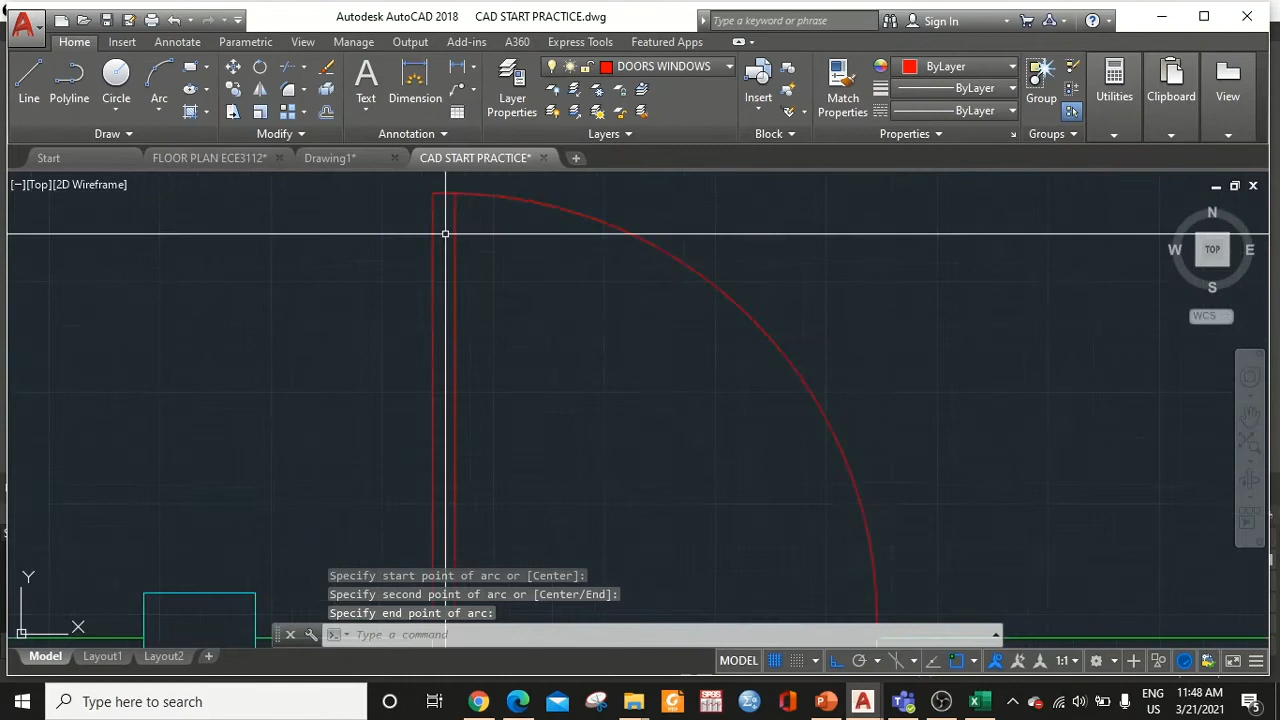 Autodesk AutoCAD 2018 CAD START PRACTICE.dwg
Type a keyword or phrase
Sign In
Home Insert Annotate Parametric View Manage Output Add-ins A360 Express Tools Featured Apps
DOORS WINDOWS
ByLayer
ByLayer
ByLayer
Line Polyline Circle Arc
Text Dimension
Layer Properties
Insert
Match Properties
Group
Utilities Clipboard View
Draw Modify Annotation Layers Block Properties Groups
Start FLOOR PLAN ECE3112* Drawing1* CAD START PRACTICE*
[−][Top][2D Wireframe]
N
W TOP E
S
WCS
Y
X
Specify start point of arc or [Center]:
Specify second point of arc or [Center/End]:
Specify end point of arc:
Type a command
Model Layout1 Layout2
MODEL 1:1
Type here to search
SPSS
ENG 11:48 AM
US 3/21/2021
5